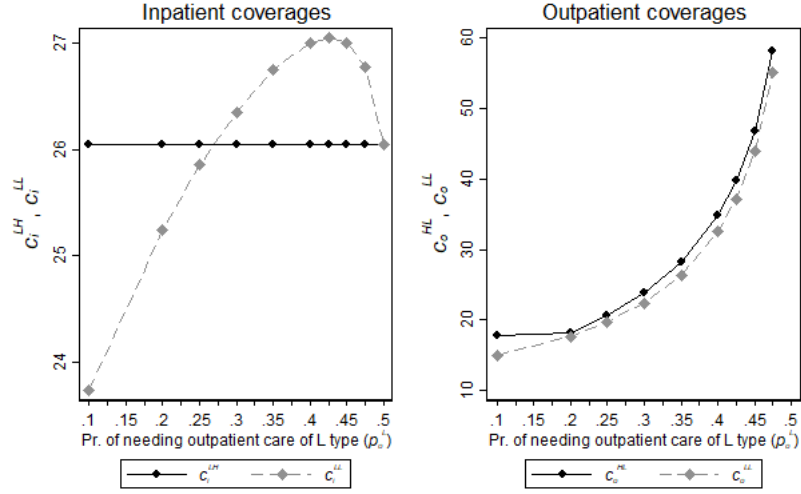 Inpatient coverages
27
26
25
24
c_i^LH , c_i^LL
.1 .15 .2 .25 .3 .35 .4 .45 .5
Pr. of needing outpatient care of L type (p_o^L)
c_i^LH c_i^LL
Outpatient coverages
60
50
40
30
20
10
c_o^HL , c_o^LL
.1 .15 .2 .25 .3 .35 .4 .45 .5
Pr. of needing outpatient care of L type (p_o^L)
c_o^HL c_o^LL